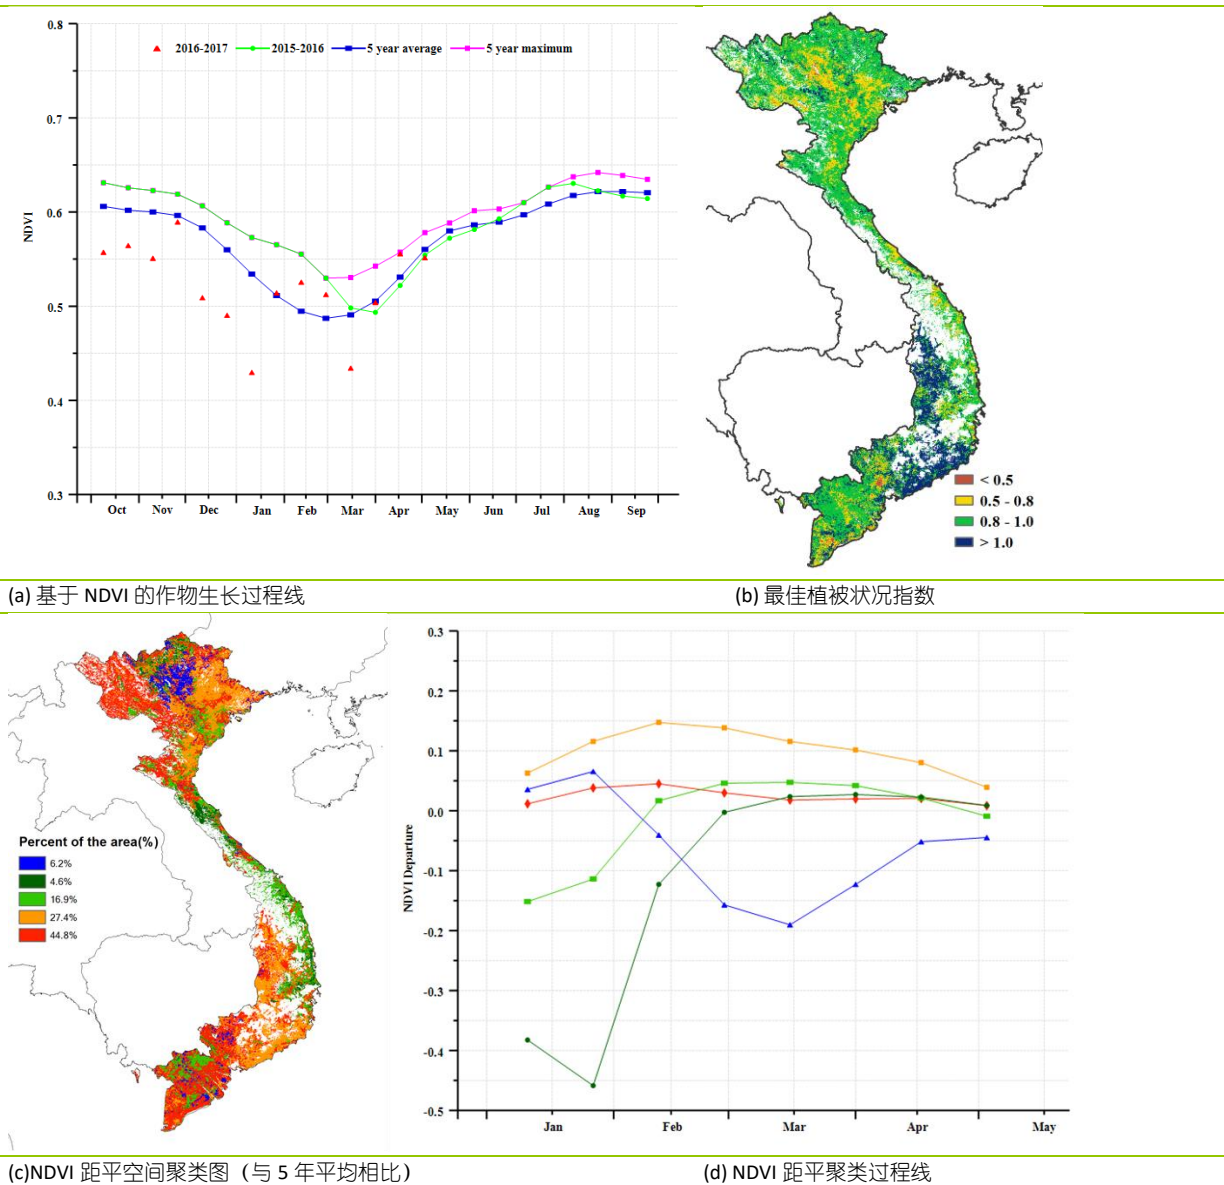 0.8
2016-2017 2015-2016 5 year average 5 year maximum
0.7
0.6
NDVI
0.5
0.4
0.3
Oct Nov Dec Jan Feb Mar Apr May Jun Jul Aug Sep
< 0.5
0.5 - 0.8
0.8 - 1.0
> 1.0
(a) 基于 NDVI 的作物生长过程线
(b) 最佳植被状况指数
Percent of the area(%)
6.2%
4.6%
16.9%
27.4%
44.8%
0.3
0.2
0.1
0.0
NDVI Departure
-0.1
-0.2
-0.3
-0.4
-0.5
Jan Feb Mar Apr May
(c)NDVI 距平空间聚类图（与 5 年平均相比）
(d) NDVI 距平聚类过程线